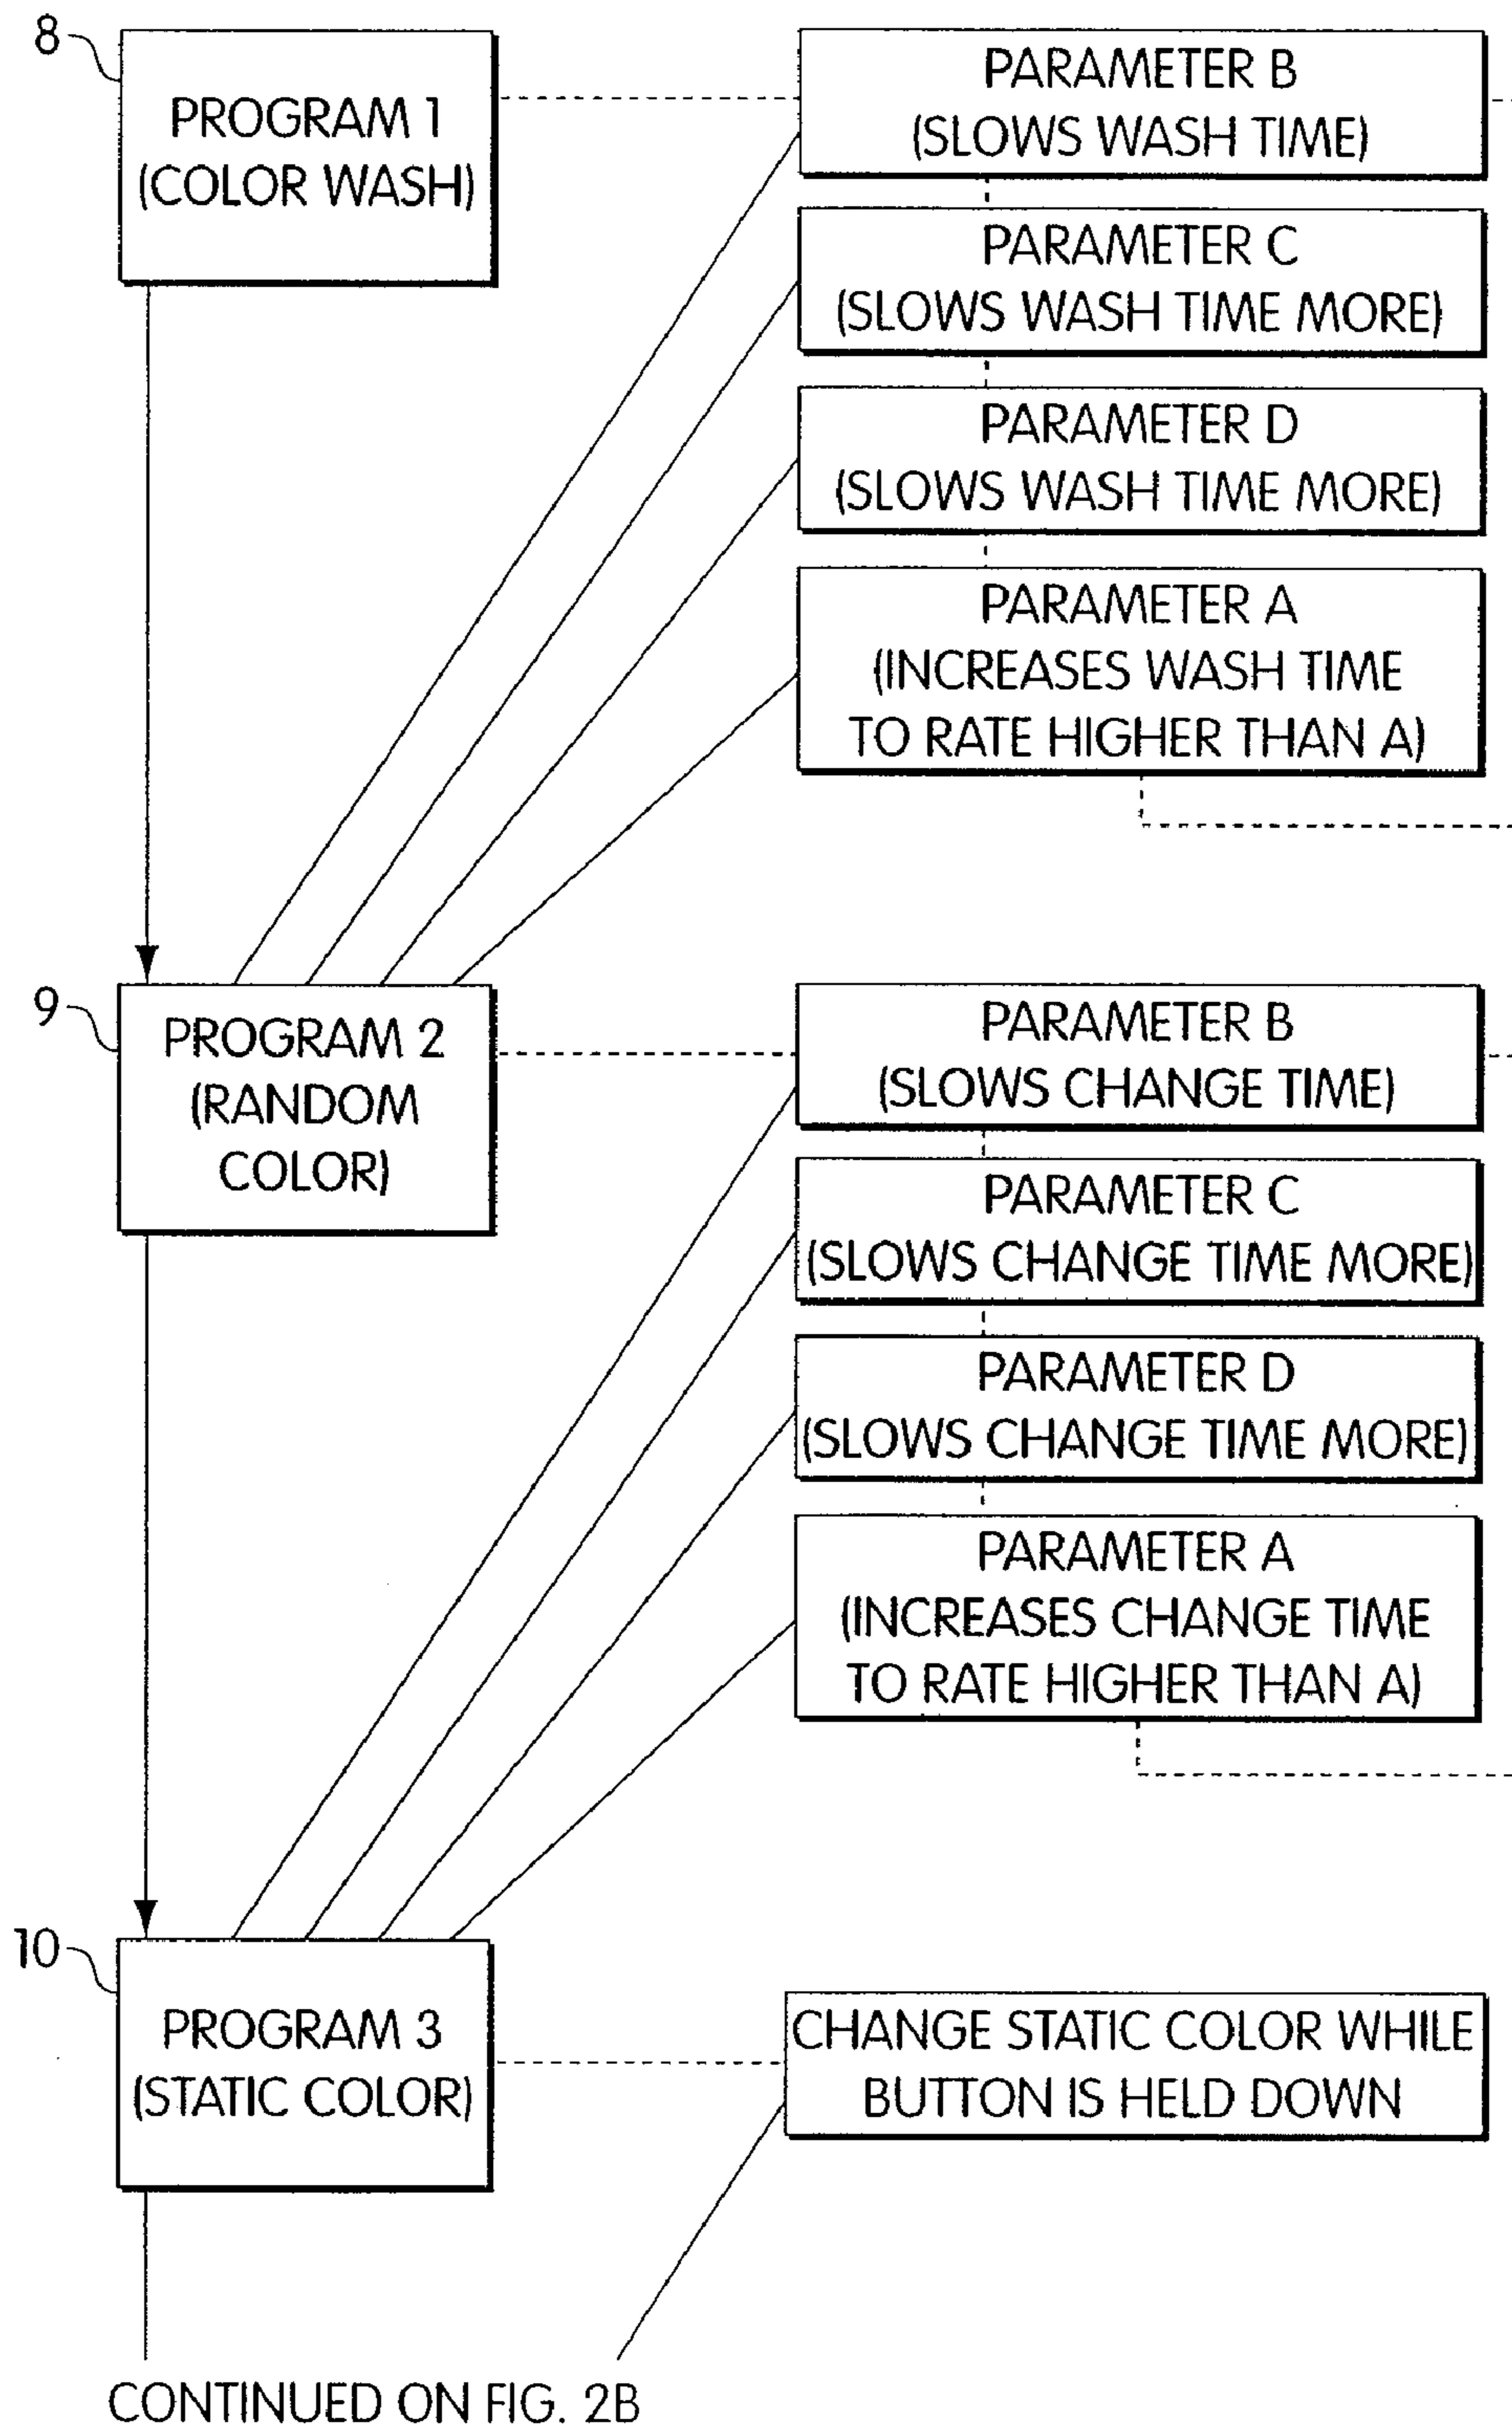 8
PROGRAM 1
(COLOR WASH)
PARAMETER B
(SLOWS WASH TIME)
PARAMETER C
(SLOWS WASH TIME MORE)
PARAMETER D
(SLOWS WASH TIME MORE)
PARAMETER A
(INCREASES WASH TIME
TO RATE HIGHER THAN A)
9
PROGRAM 2
(RANDOM
COLOR)
PARAMETER B
(SLOWS CHANGE TIME)
PARAMETER C
(SLOWS CHANGE TIME MORE)
PARAMETER D
(SLOWS CHANGE TIME MORE)
PARAMETER A
(INCREASES CHANGE TIME
TO RATE HIGHER THAN A)
10
PROGRAM 3
(STATIC COLOR)
CHANGE STATIC COLOR WHILE
BUTTON IS HELD DOWN
CONTINUED ON FIG. 2B